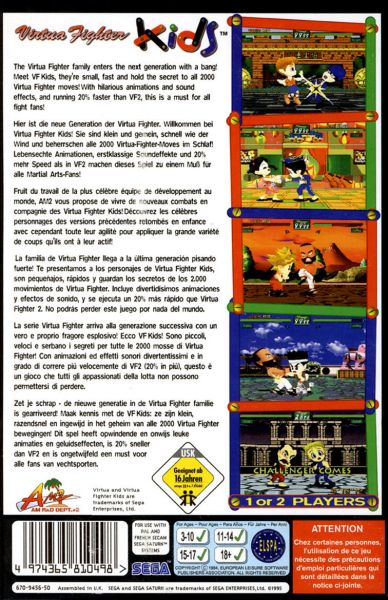 Virtua Fighter Kids™
The Virtua Fighter family enters the next generation with a bang!
Meet VF Kids, they're small, fast and hold the secret to all 2000
Virtua Fighter moves! With hilarious animations and sound
effects, and running 20% faster than VF2, this is a must for all
fight fans!
Hier ist die neue Generation der Virtua Fighter. Willkommen bei
Virtua Fighter Kids! Sie sind klein und gemein, schnell wie der
Wind und beherrschen alle 2000 Virtua-Fighter-Moves im Schlaf!
Lebensechte Animationen, erstklassige Soundeffekte und 20%
mehr Speed als in VF2 machen dieses Spiel zu einem Muß für
alle Martial Arts-Fans!
Fruit du travail de la plus célèbre équipe de développement au
monde, AM2 vous propose de vivre de nouveaux combats en
compagnie des Virtua Fighter Kids! Découvrez les célèbres
personnages des versions précédentes retombés en enfance
avec cependant toute leur agilité pour appliquer la grande variété
de coups qu'ils ont à leur actif!
La familia de Virtua Fighter llega a la última generación pisando
fuerte! Te presentamos a los personajes de Virtua Fighter Kids,
son pequeños, rápidos y guardan los secretos de los 2.000
movimientos de Virtua Fighter. Incluye divertidísimos animaciones
y efectos de sonido, y se ejecuta un 20% más rápido que Virtua
Fighter 2. No podrás perder este juego por nada del mundo.
La serie Virtua Fighter arriva alla generazione successiva con un
vero e proprio fragore esplosivo! Ecco VF Kids! Sono piccoli,
veloci e serbano i segreti per tutte le 2000 mosse di Virtua
Fighter! Con animazioni ed effetti sonori divertentissimi e in
grado di correre più velocemente di VF2 (20% in più), questo è
un gioco che tutti gli appassionati della lotta non possono
permettersi di perdere.
Zet je schrap - de nieuwe generatie in de Virtua Fighter familie
is gearriveerd! Maak kennis met de VF Kids: ze zijn klein,
razendsnel en ingewijd in het geheim van alle 2000 Virtua Fighter
bewegingen! Dit spel heeft opwindende en onwijs leuke
animaties en geluidseffecten, is 20% sneller
dan VF2 en is ongetwijfeld een must voor
alle fans van vechtsporten.
CHALLENGER COMES
1 or 2 PLAYERS
USK
Geeignet ab
16 Jahren
AM2
AM R&D DEPT.#2
Virtua and Virtua
Fighter Kids are
trademarks of Sega
Enterprises, Ltd.
4 974365 810498
FOR USE WITH
PAL AND
FRENCH SECAM
SEGA SATURN™
SYSTEMS
SEGA
For Ages - Pour Ages - Para Edades - Für Jahre - Per Anni
3-10
11-14
15-17
18+
ELSPA
© 1994, EUROPEAN LEISURE SOFTWARE
ATTENTION
Chez certaines personnes,
l'utilisation de ce jeu
nécessite des précautions
d'emploi particulières qui
sont détaillées dans la
notice ci-jointe.
670-9456-50
Assembled in U.K. SEGA and SEGA SATURN are trademarks of SEGA ENTERPRISES, LTD. ©1995